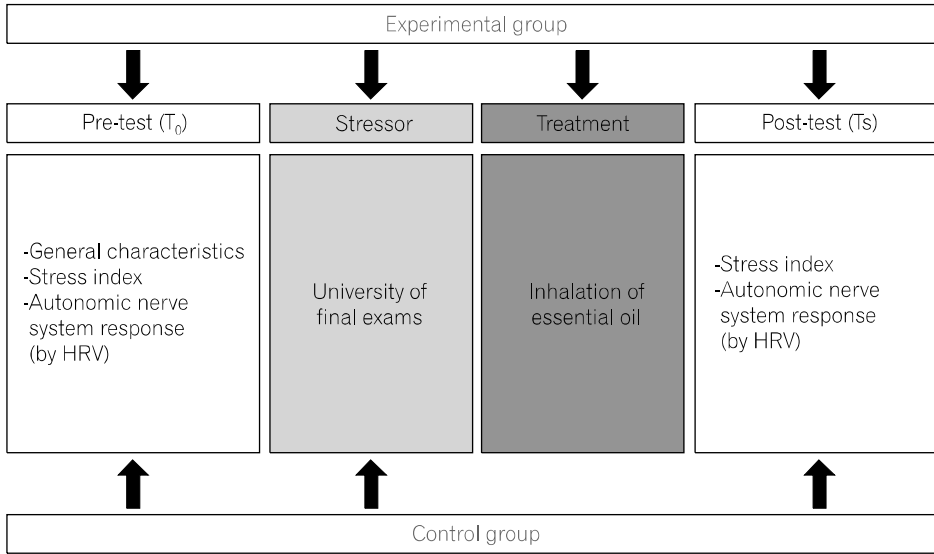 Experimental group
Pre-test (T₀)
Stressor
Treatment
Post-test (Ts)
-General characteristics
-Stress index
-Autonomic nerve
system response
(by HRV)
University of
final exams
Inhalation of
essential oil
-Stress index
-Autonomic nerve
system response
(by HRV)
Control group